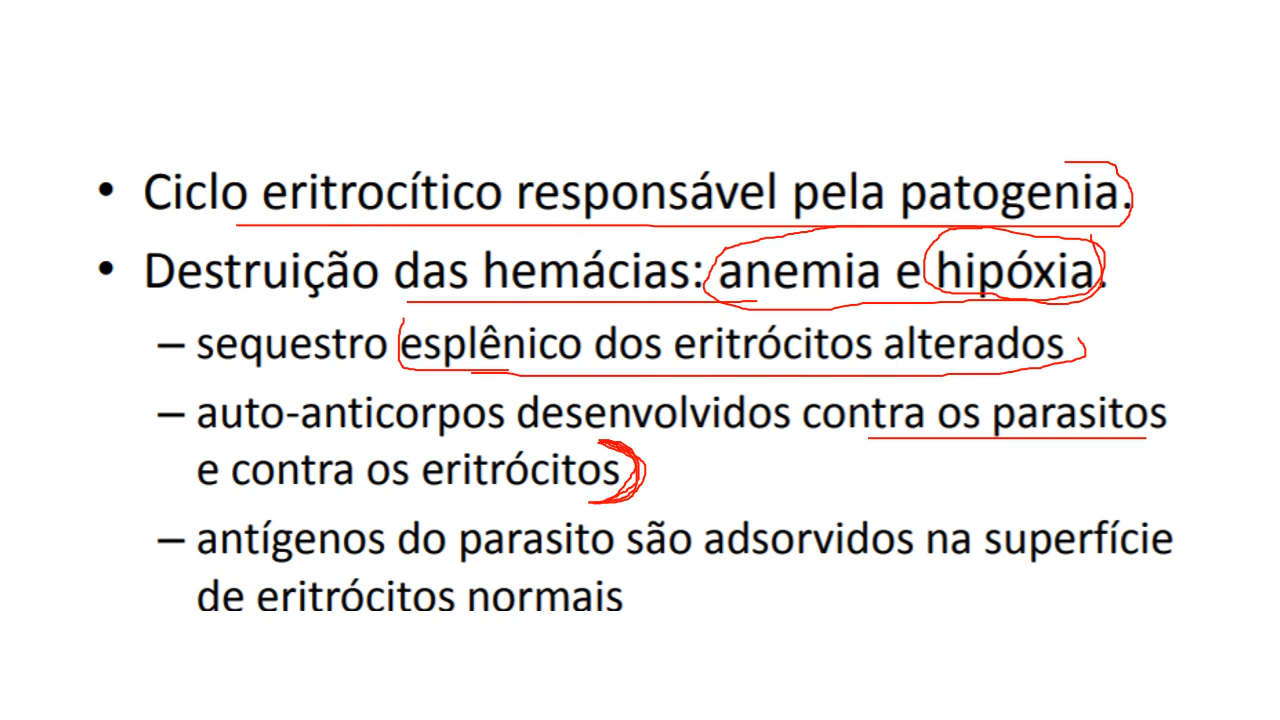 • Ciclo eritrocítico responsável pela patogenia.
• Destruição das hemácias: anemia e hipóxia.
– sequestro esplênico dos eritrócitos alterados
– auto-anticorpos desenvolvidos contra os parasitos
e contra os eritrócitos
– antígenos do parasito são adsorvidos na superfície
de eritrócitos normais